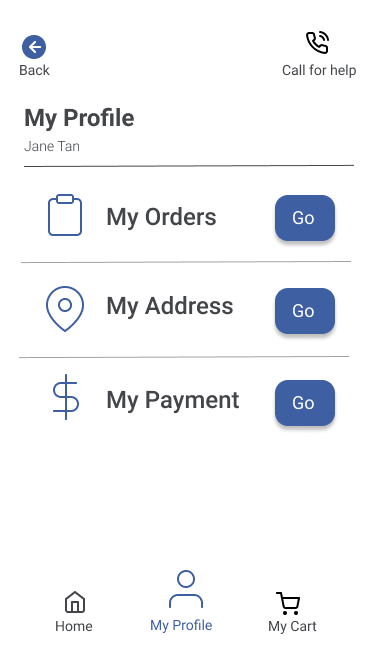 Back
Call for help
My Profile
Jane Tan
My Orders
Go
My Address
Go
My Payment
Go
Home
My Profile
My Cart